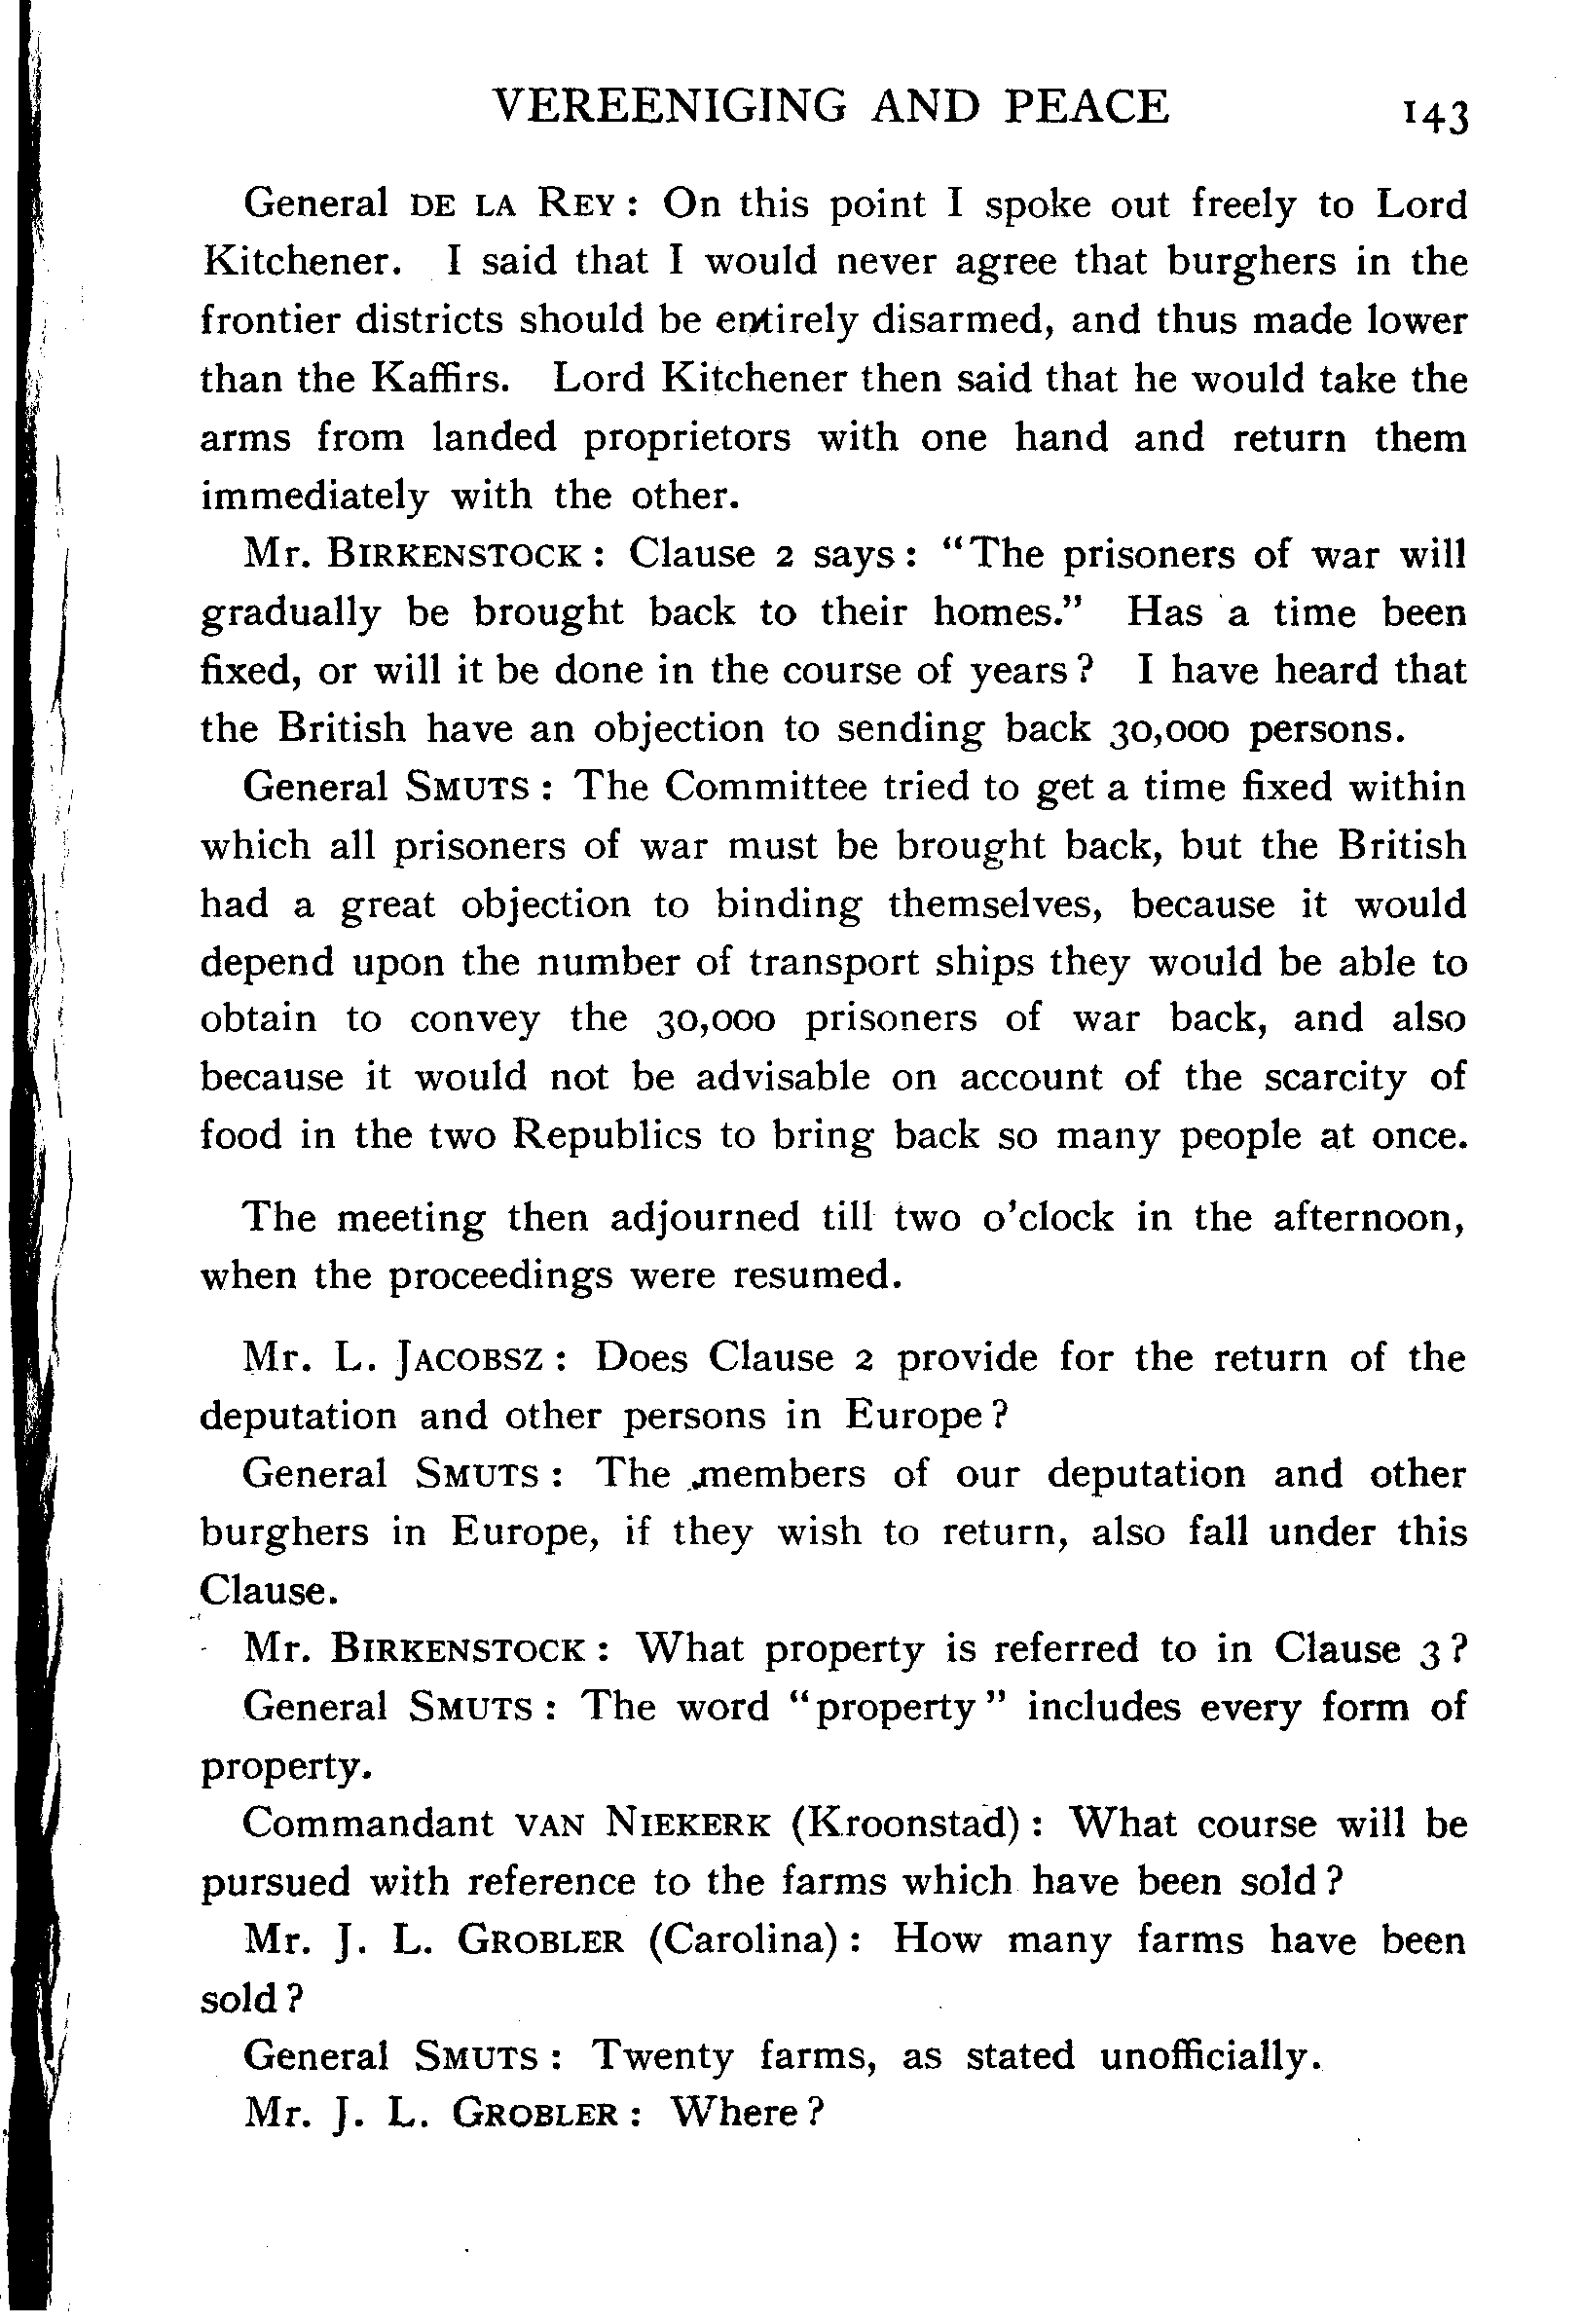 VEREENIGING AND PEACE 143
General DE LA REY : On this point I spoke out freely to Lord
Kitchener. I said that I would never agree that burghers in the
frontier districts should be entirely disarmed, and thus made lower
than the Kaffirs. Lord Kitchener then said that he would take the
arms from landed proprietors with one hand and return them
immediately with the other.
Mr. BIRKENSTOCK : Clause 2 says : “The prisoners of war will
gradually be brought back to their homes.” Has a time been
fixed, or will it be done in the course of years ? I have heard that
the British have an objection to sending back 30,000 persons.
General SMUTS : The Committee tried to get a time fixed within
which all prisoners of war must be brought back, but the British
had a great objection to binding themselves, because it would
depend upon the number of transport ships they would be able to
obtain to convey the 30,000 prisoners of war back, and also
because it would not be advisable on account of the scarcity of
food in the two Republics to bring back so many people at once.
The meeting then adjourned till two o’clock in the afternoon,
when the proceedings were resumed.
Mr. L. JACOBSZ : Does Clause 2 provide for the return of the
deputation and other persons in Europe ?
General SMUTS : The members of our deputation and other
burghers in Europe, if they wish to return, also fall under this
Clause.
Mr. BIRKENSTOCK : What property is referred to in Clause 3 ?
General SMUTS : The word “property” includes every form of
property.
Commandant VAN NIEKERK (Kroonstad) : What course will be
pursued with reference to the farms which have been sold ?
Mr. J. L. GROBLER (Carolina) : How many farms have been
sold ?
General SMUTS : Twenty farms, as stated unofficially.
Mr. J. L. GROBLER : Where ?